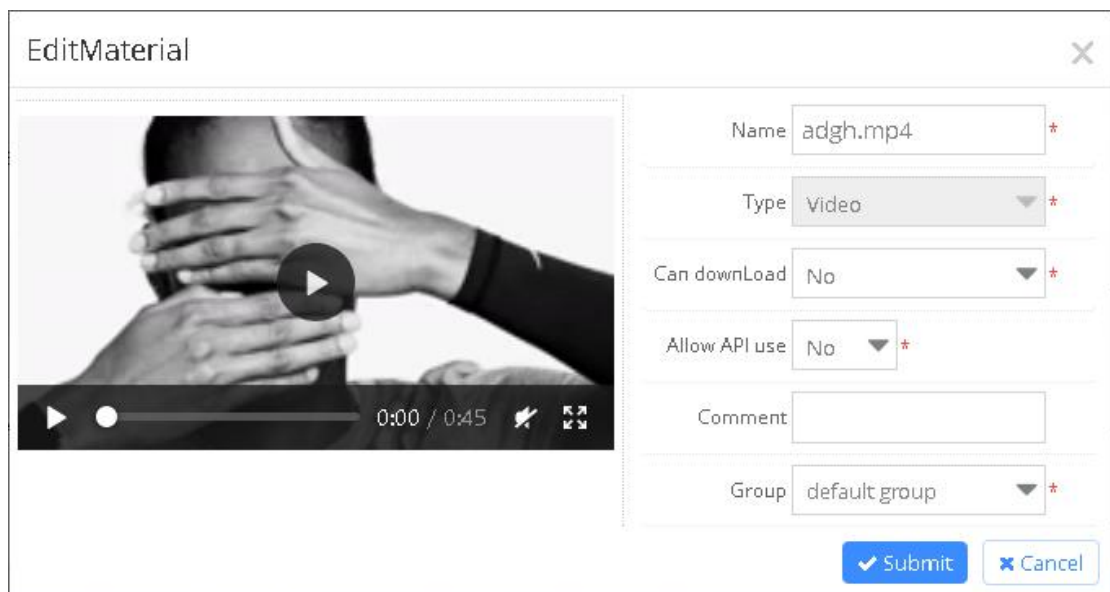 EditMaterial
Name adgh.mp4 *
Type Video *
Can downLoad No *
Allow API use No *
0:00 / 0:45
Comment
Group default group *
Submit Cancel